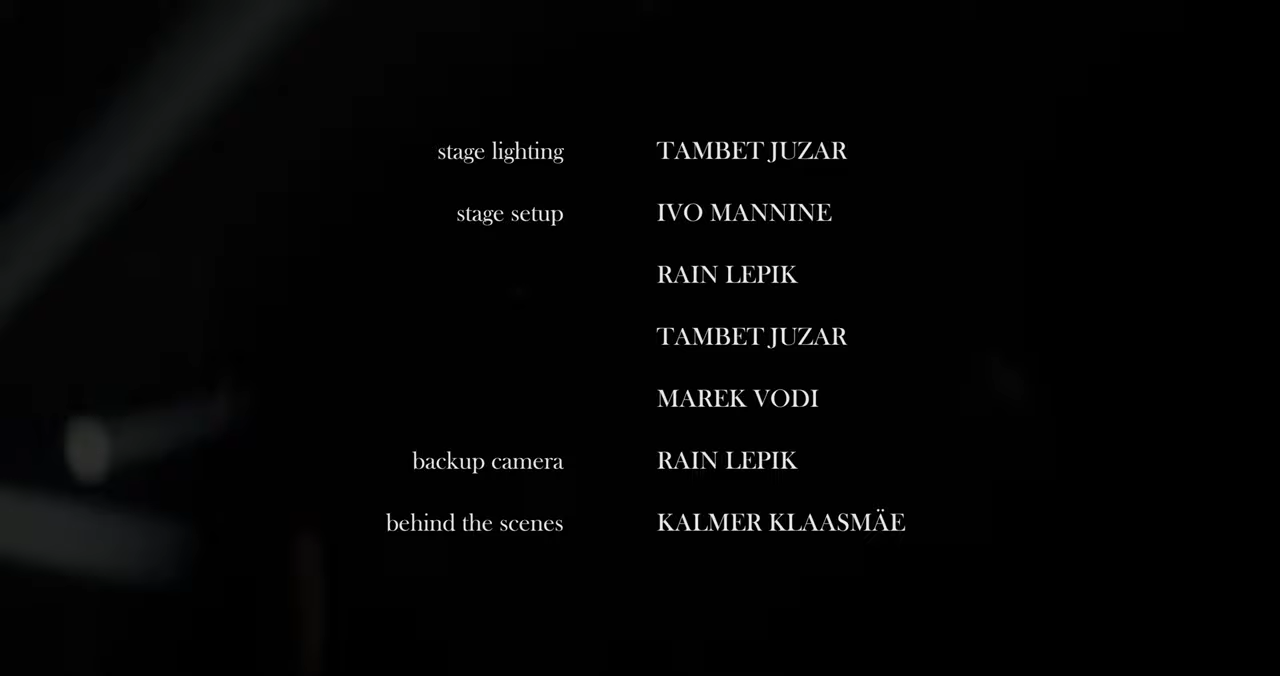 stage lighting TAMBET JUZAR
stage setup IVO MANNINE
RAIN LEPIK
TAMBET JUZAR
MAREK VODI
backup camera RAIN LEPIK
behind the scenes KALMER KLAASMÄE